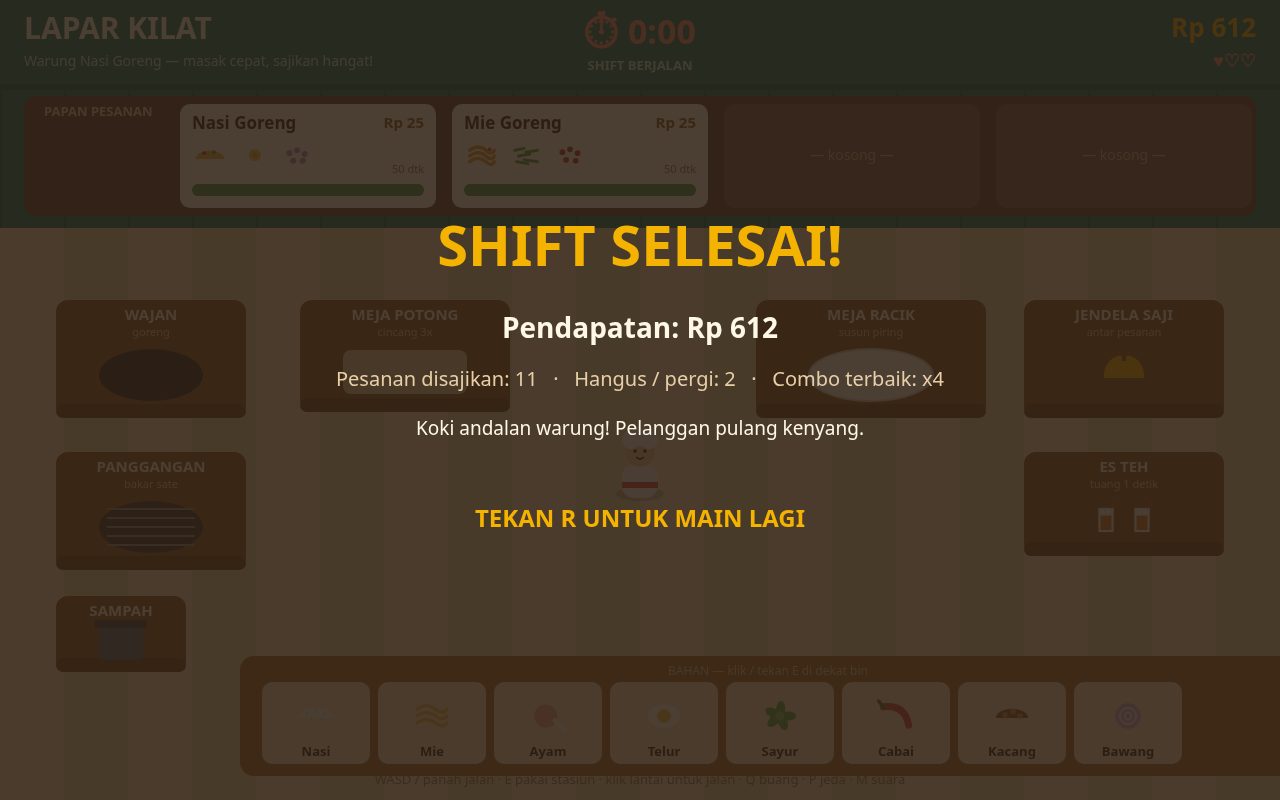 LAPAR KILAT
Warung Nasi Goreng — masak cepat, sajikan hangat!
0:00
SHIFT BERJALAN
Rp 612
PAPAN PESANAN
Nasi Goreng Rp 25
50 dtk
Mie Goreng Rp 25
50 dtk
— kosong —
— kosong —
SHIFT SELESAI!
Pendapatan: Rp 612
Pesanan disajikan: 11 · Hangus / pergi: 2 · Combo terbaik: x4
Koki andalan warung! Pelanggan pulang kenyang.
TEKAN R UNTUK MAIN LAGI
WAJAN
goreng
MEJA POTONG
cincang 3x
MEJA RACIK
susun piring
JENDELA SAJI
antar pesanan
PANGGANGAN
bakar sate
ES TEH
tuang 1 detik
SAMPAH
BAHAN — klik / tekan E di dekat bin
Nasi
Mie
Ayam
Telur
Sayur
Cabai
Kacang
Bawang
WASD / panah jalan · E pakai stasiun · klik lantai untuk jalan · Q buang · P jeda · M suara